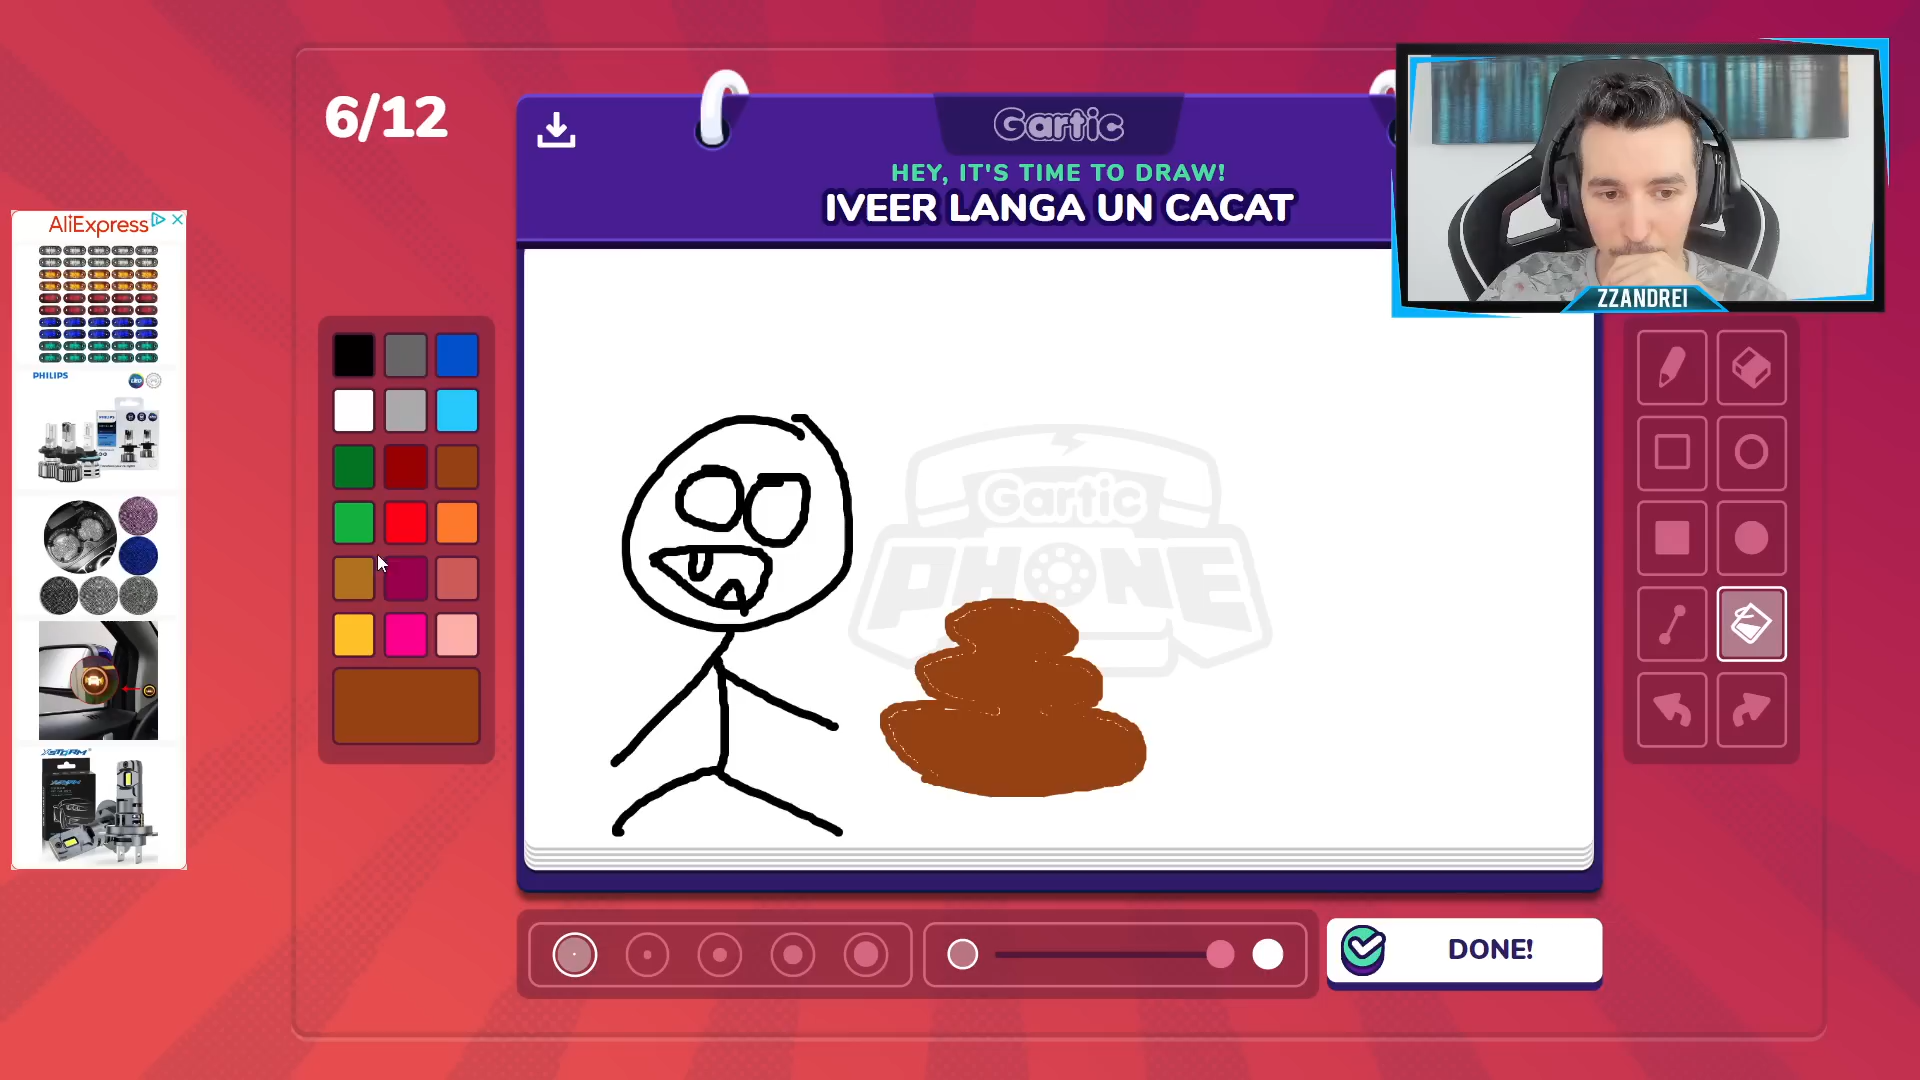 6/12
Gartic
HEY, IT'S TIME TO DRAW!
IVEER LANGA UN CACAT
ZZANDREI
AliExpress
PHILIPS
Gartic
PHONE
DONE!